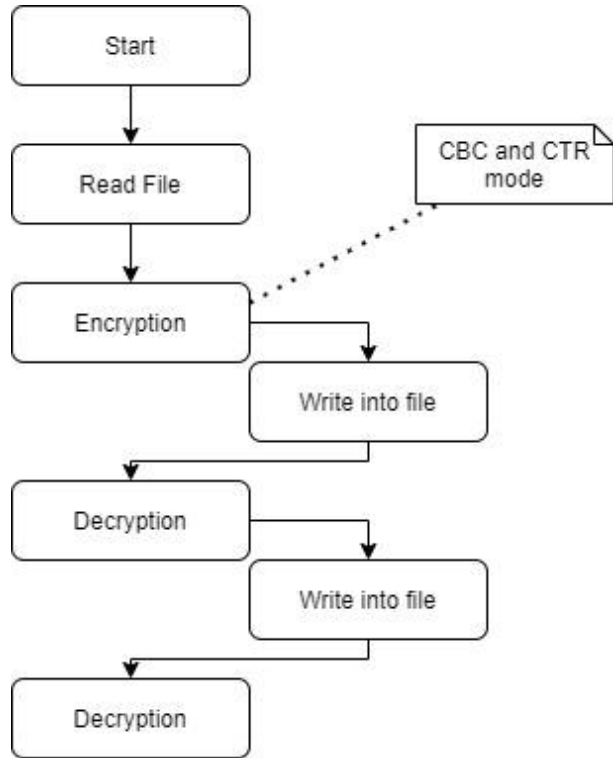 Start
CBC and CTR
mode
Read File
Encryption
Write into file
Decryption
Write into file
Decryption